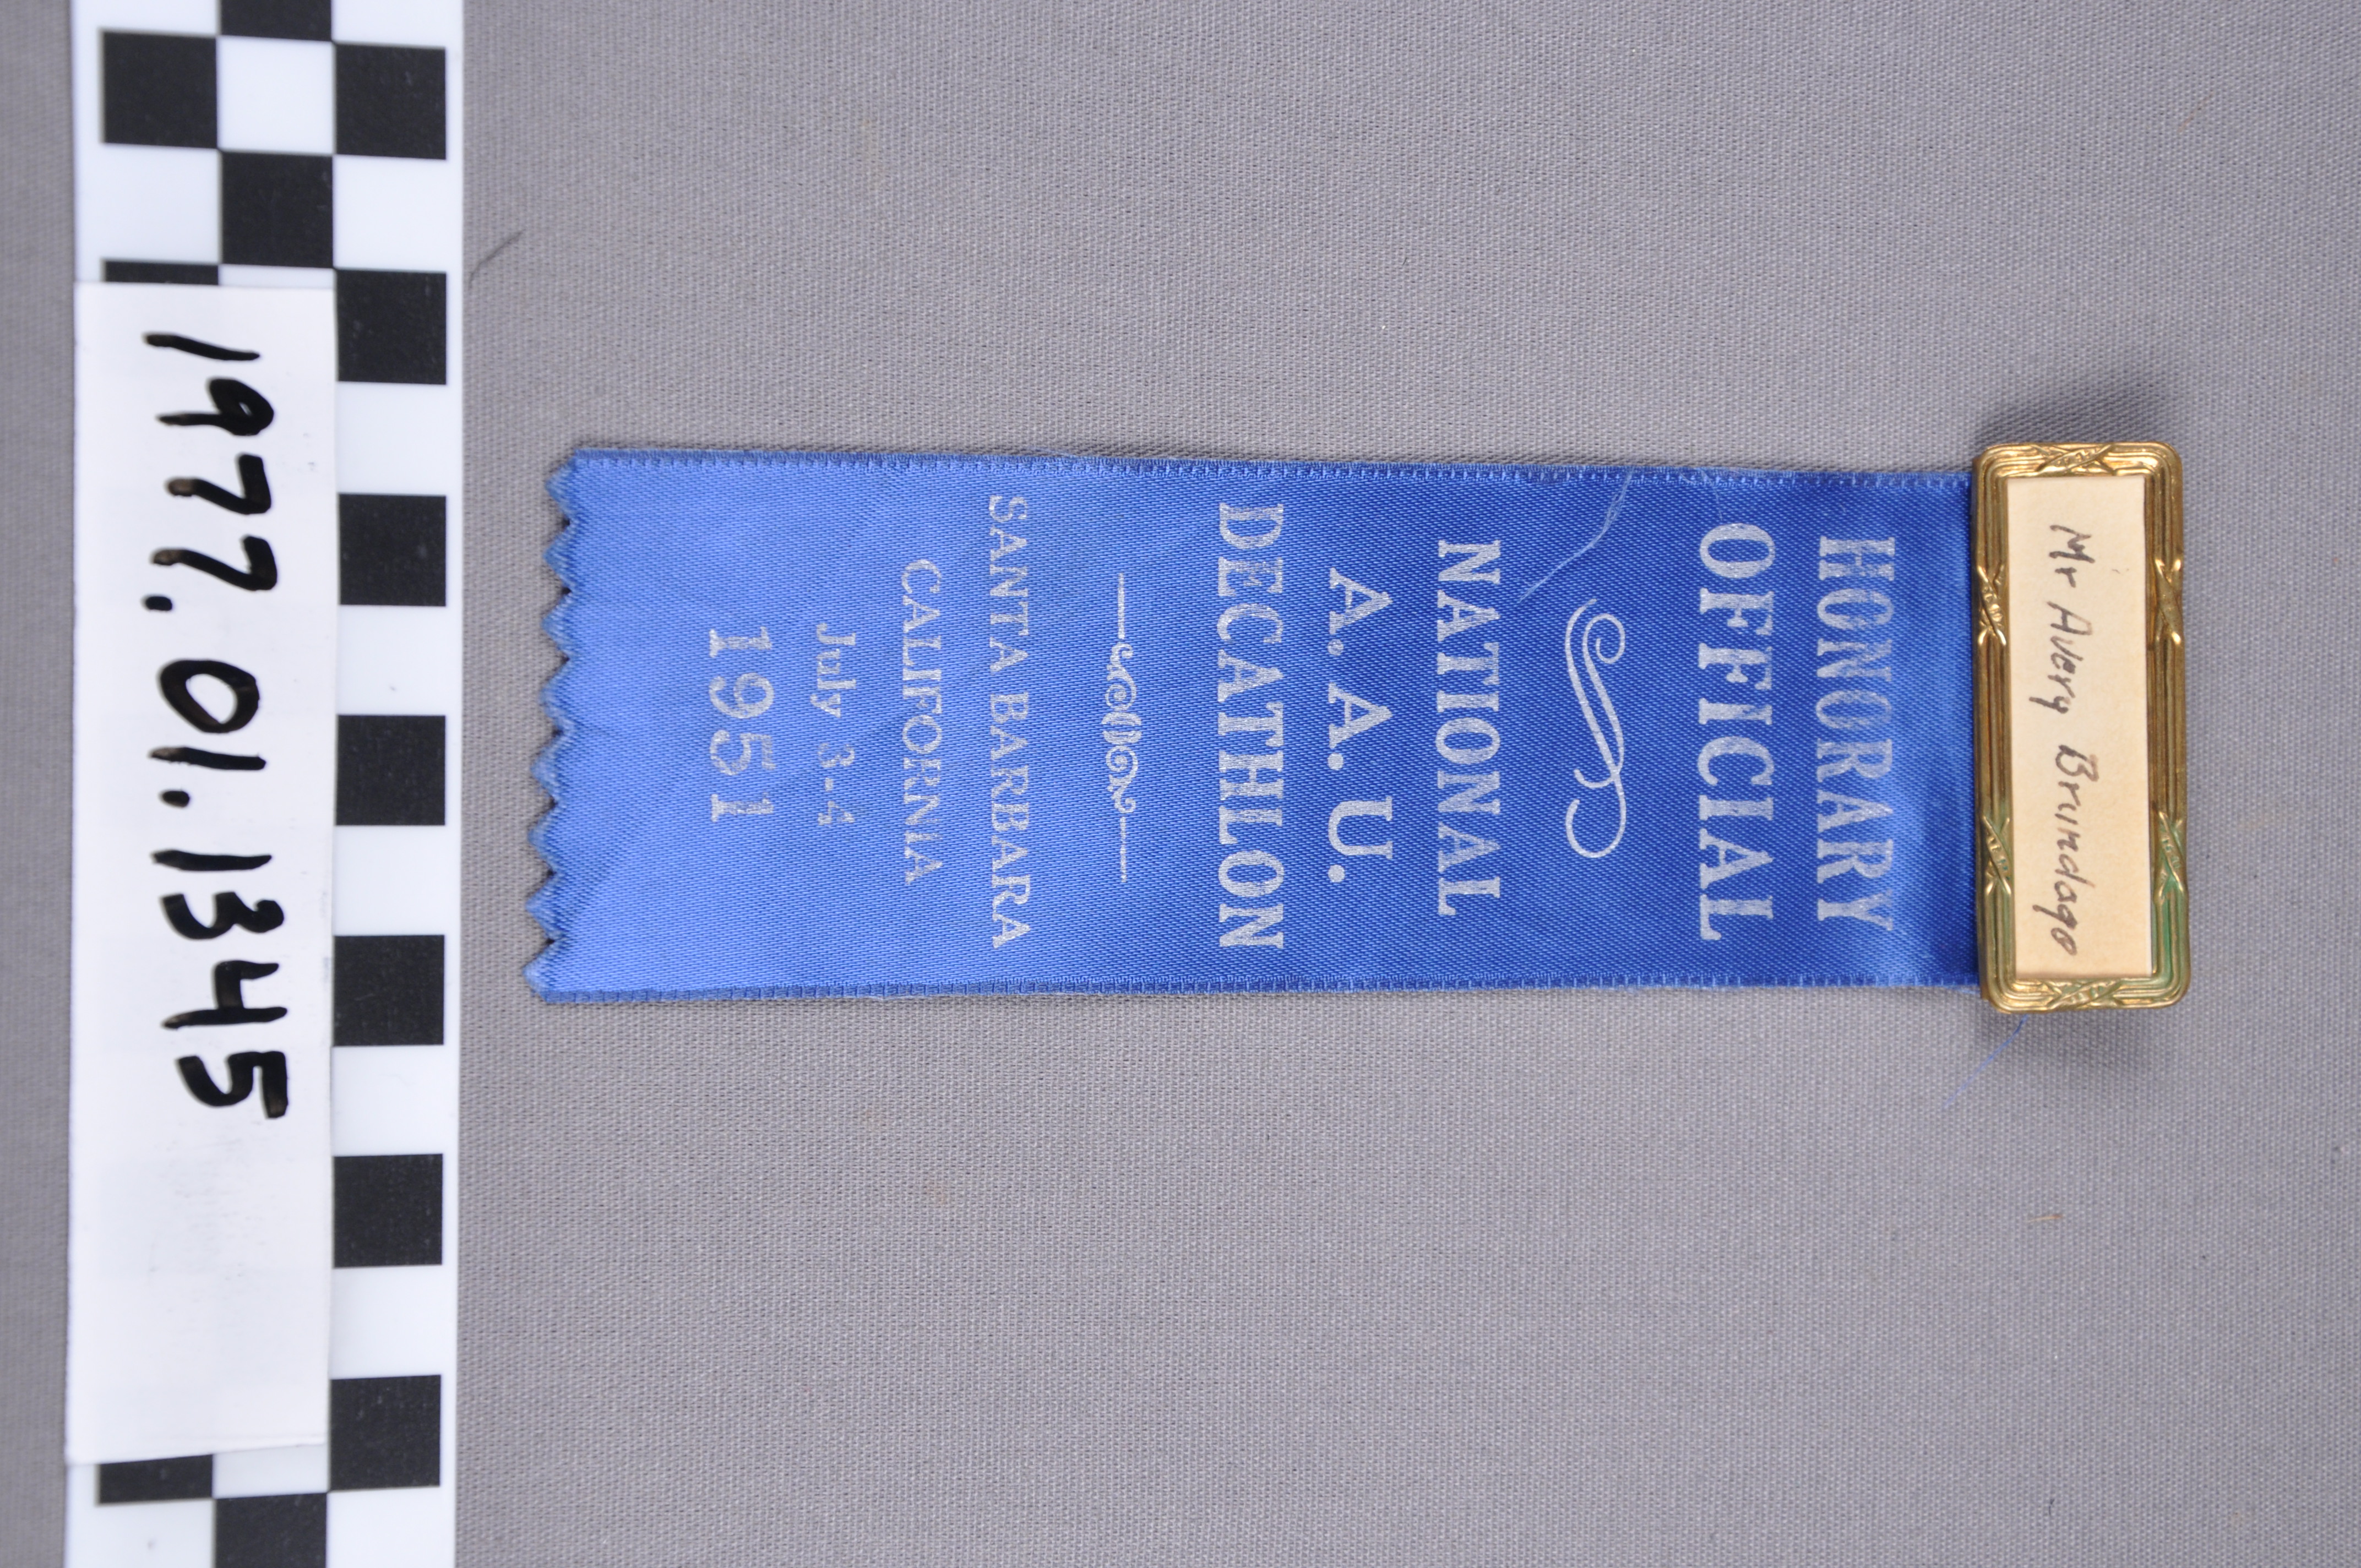 Mr Avery Brundage
HONORARY
OFFICIAL
NATIONAL
A. A. U.
DECATHLON
SANTA BARBARA
CALIFORNIA
July 3-4
1951
1977.01.1345